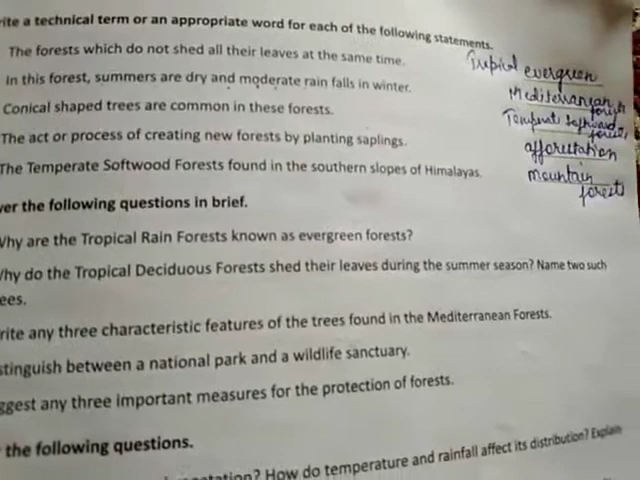 rite a technical term or an appropriate word for each of the following statements.
The forests which do not shed all their leaves at the same time. Tropical evergreen
In this forest, summers are dry and moderate rain falls in winter. Mediterranean forests
Conical shaped trees are common in these forests. Temperate Softwood forests
The act or process of creating new forests by planting saplings. afforestation
The Temperate Softwood Forests found in the southern slopes of Himalayas. mountain forests
ver the following questions in brief.
Why are the Tropical Rain Forests known as evergreen forests?
Why do the Tropical Deciduous Forests shed their leaves during the summer season? Name two such
ees.
rite any three characteristic features of the trees found in the Mediterranean Forests.
stinguish between a national park and a wildlife sanctuary.
ggest any three important measures for the protection of forests.
the following questions.
getation? How do temperature and rainfall affect its distribution? Explain